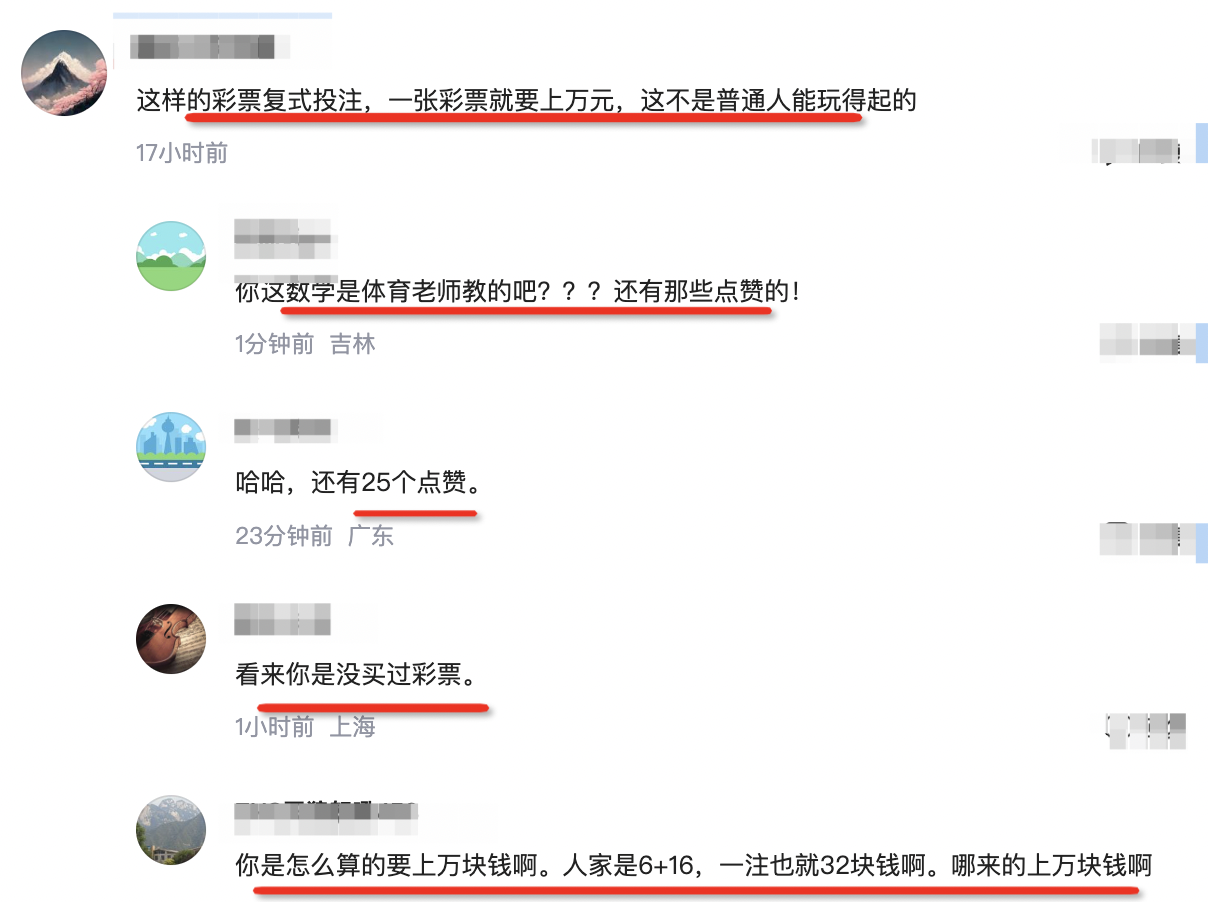 这样的彩票复式投注，一张彩票就要上万元，这不是普通人能玩得起的
17小时前
你这数学是体育老师教的吧？？？还有那些点赞的！
1分钟前 吉林
哈哈，还有25个点赞。
23分钟前 广东
看来你是没买过彩票。
1小时前 上海
你是怎么算的要上万块钱啊。人家是6+16，一注也就32块钱啊。哪来的上万块钱啊